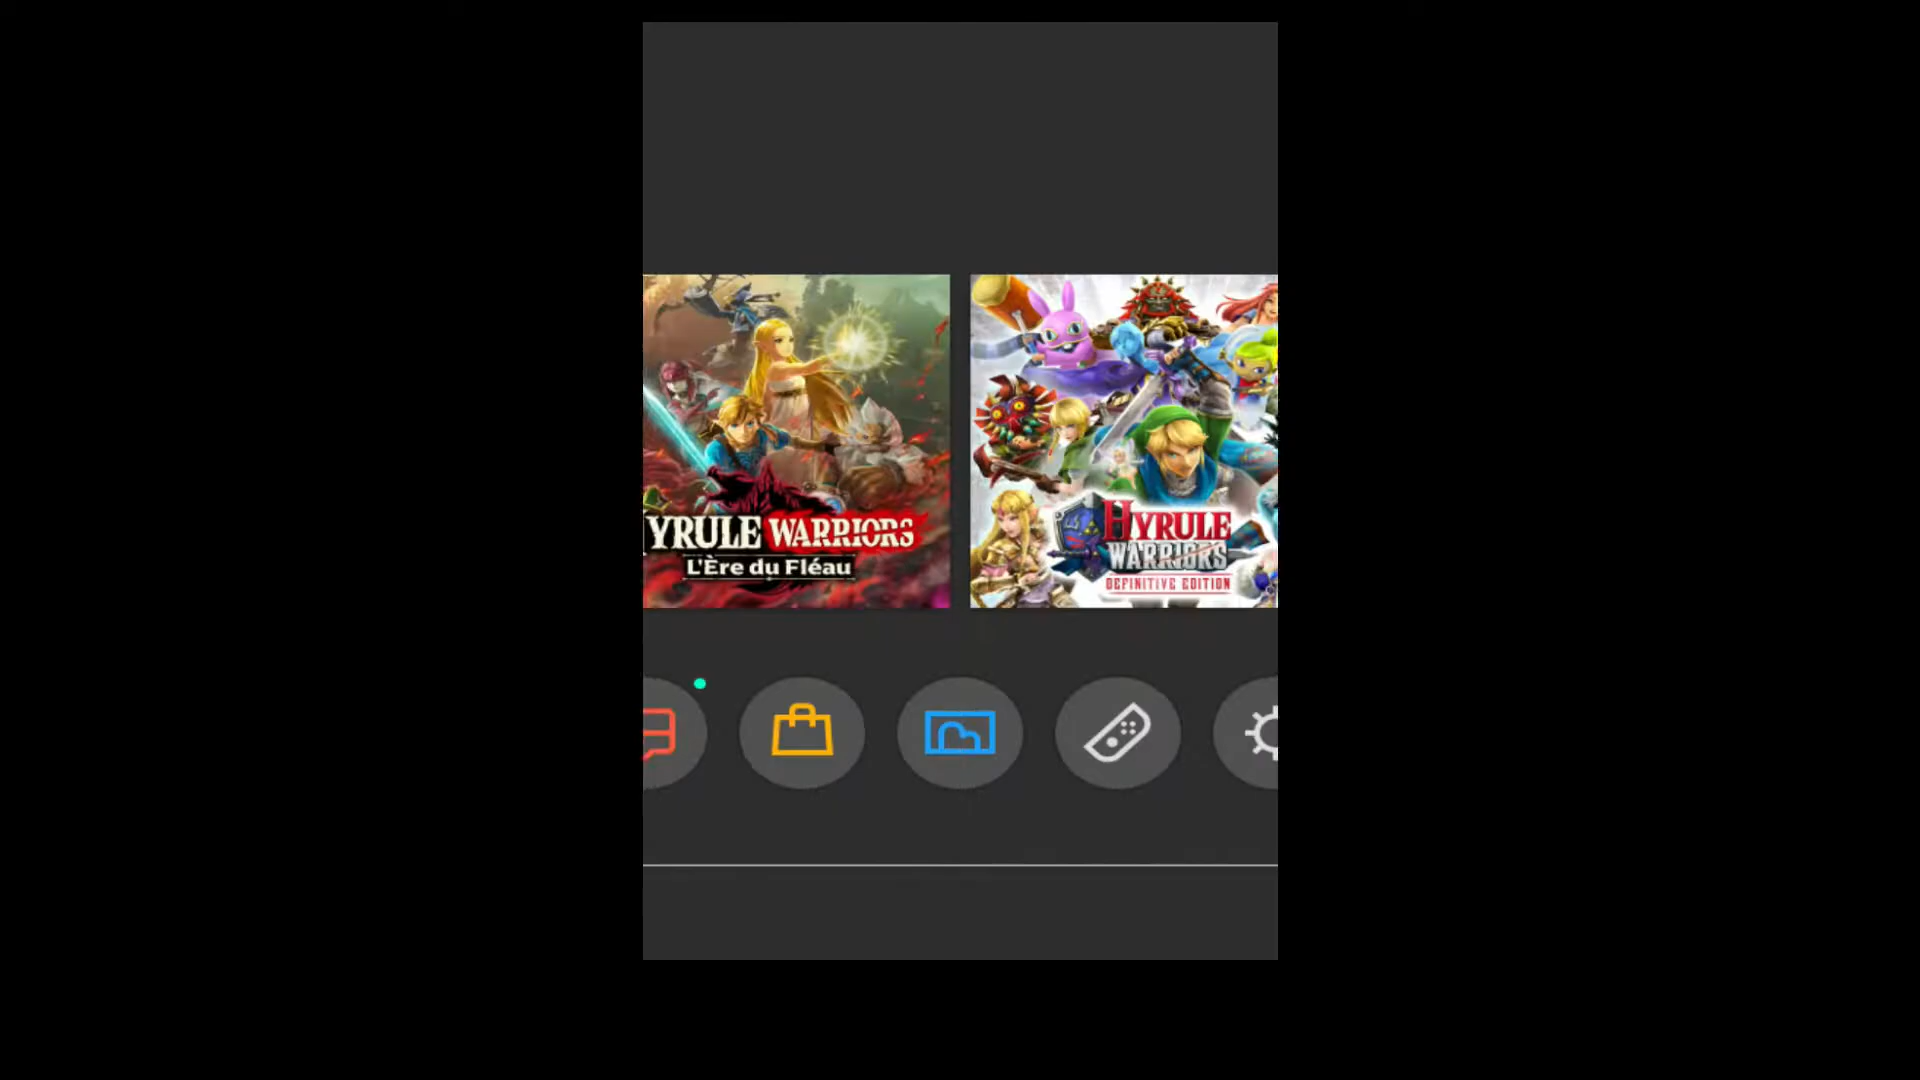 YRULE WARRIORS
L'Ère du Fléau
HYRULE
WARRIORS
DEFINITIVE EDITION